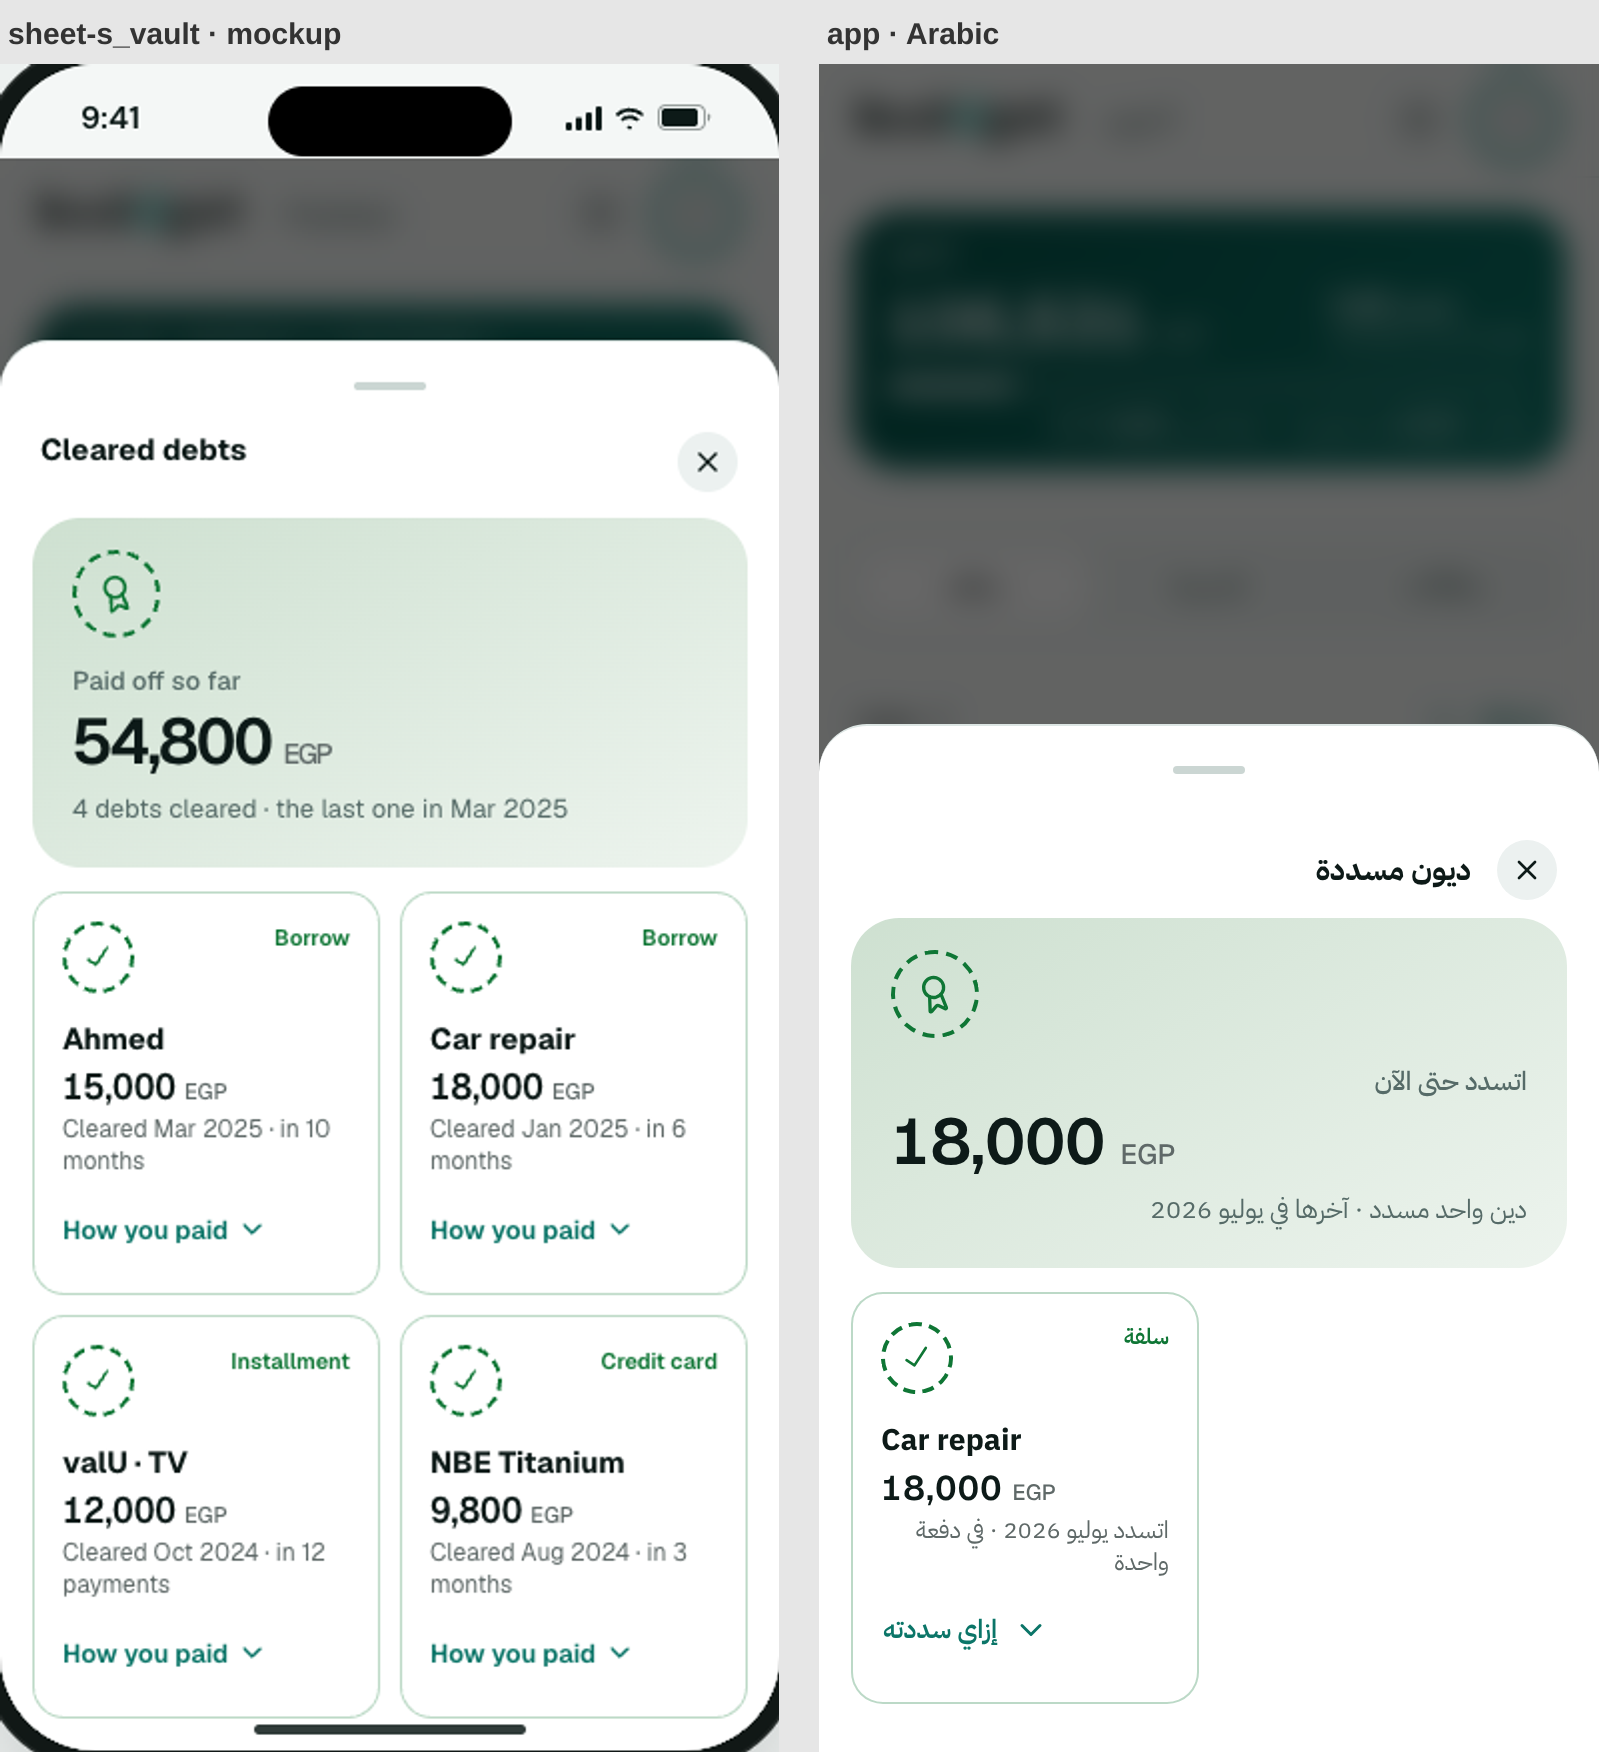 sheet-s_vault · mockup
9:41
Cleared debts
Paid off so far
54,800 EGP
4 debts cleared · the last one in Mar 2025
Borrow
Ahmed
15,000 EGP
Cleared Mar 2025 · in 10
months
How you paid
Borrow
Car repair
18,000 EGP
Cleared Jan 2025 · in 6
months
How you paid
Installment
valU · TV
12,000 EGP
Cleared Oct 2024 · in 12
payments
How you paid
Credit card
NBE Titanium
9,800 EGP
Cleared Aug 2024 · in 3
months
How you paid
app · Arabic
ديون مسددة
اتسدد حتى الآن
18,000 EGP
دين واحد مسدد · آخرها في يوليو 2026
سلفة
Car repair
18,000 EGP
اتسدد يوليو 2026 · في دفعة
واحدة
إزاي سددته